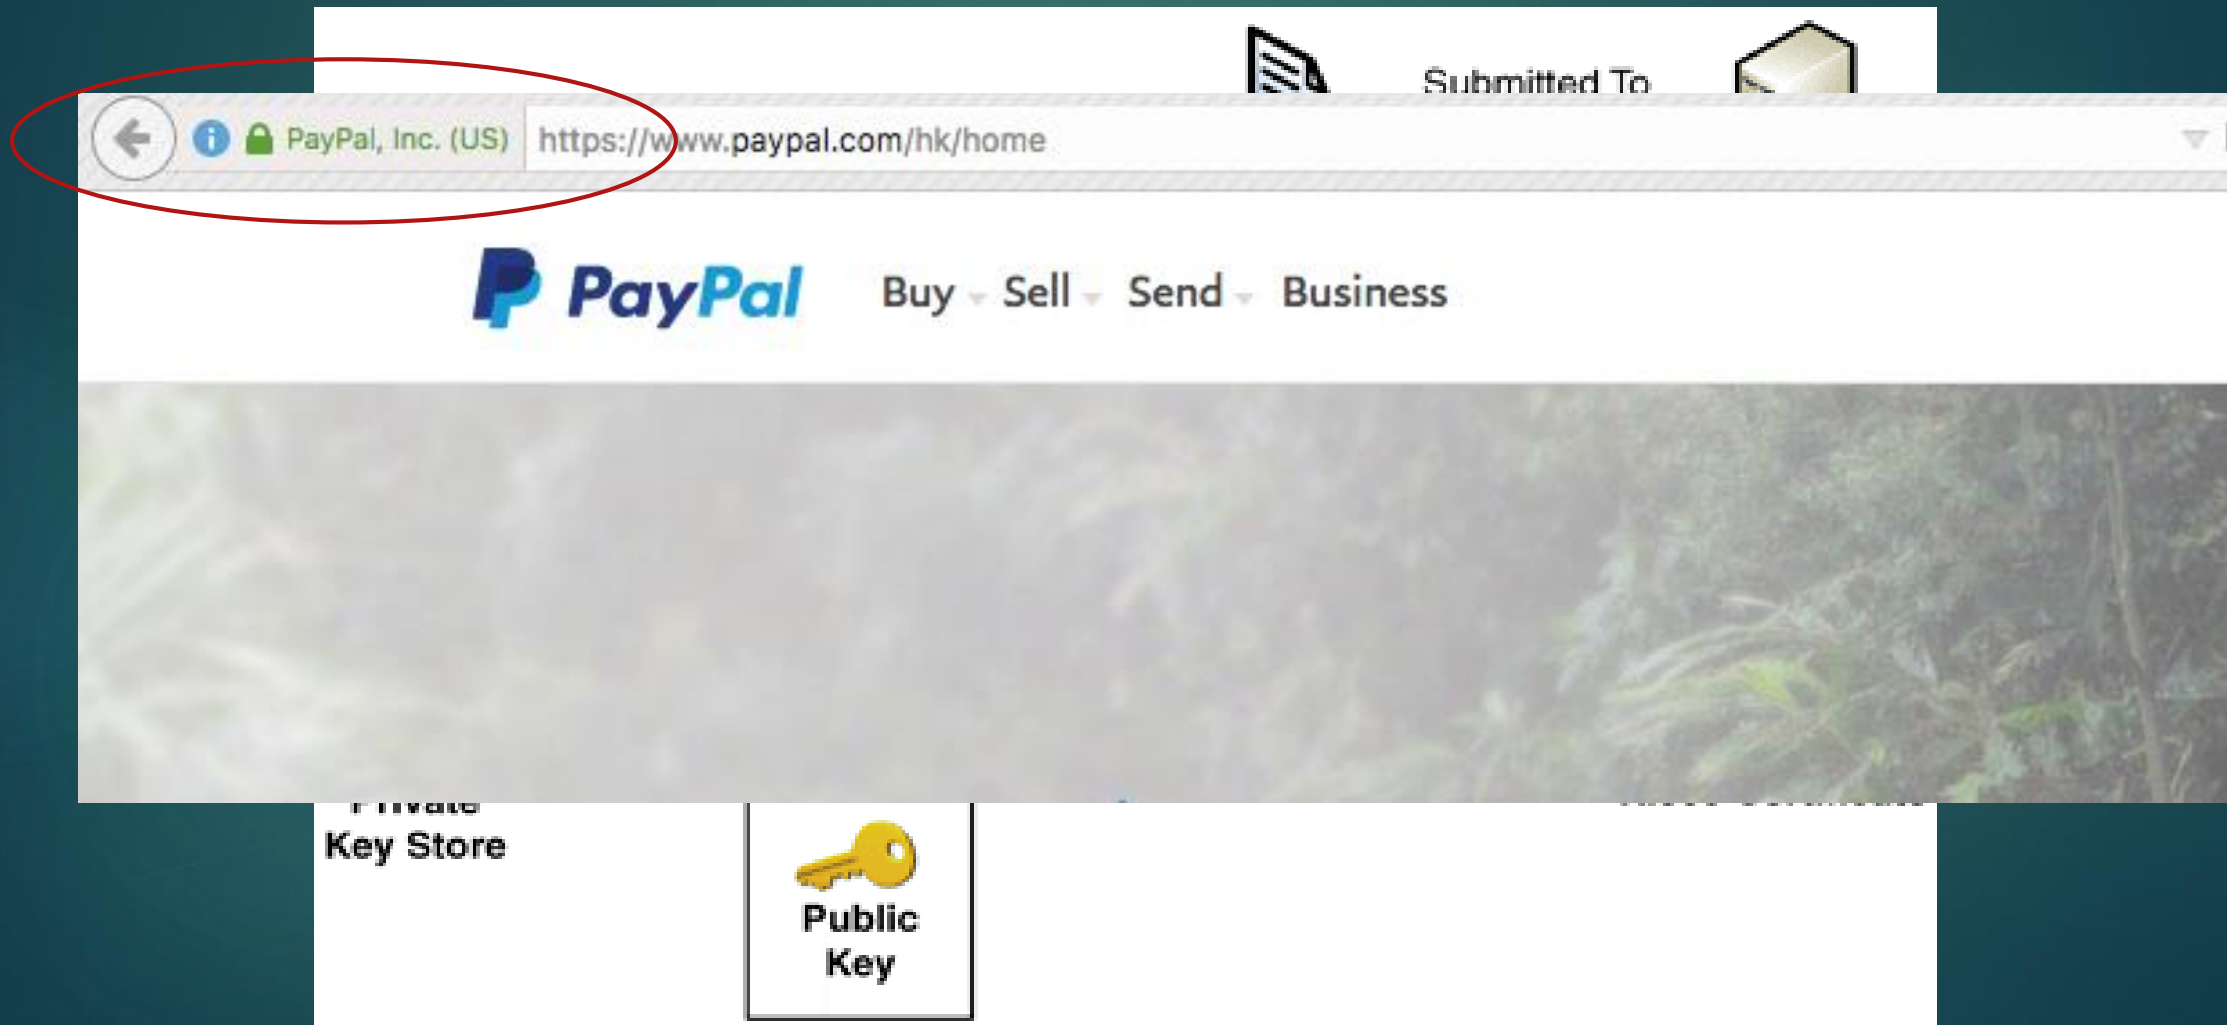 Submitted To
PayPal, Inc. (US) https://www.paypal.com/hk/home
PayPal Buy Sell Send Business
Private
Key Store
Public
Key